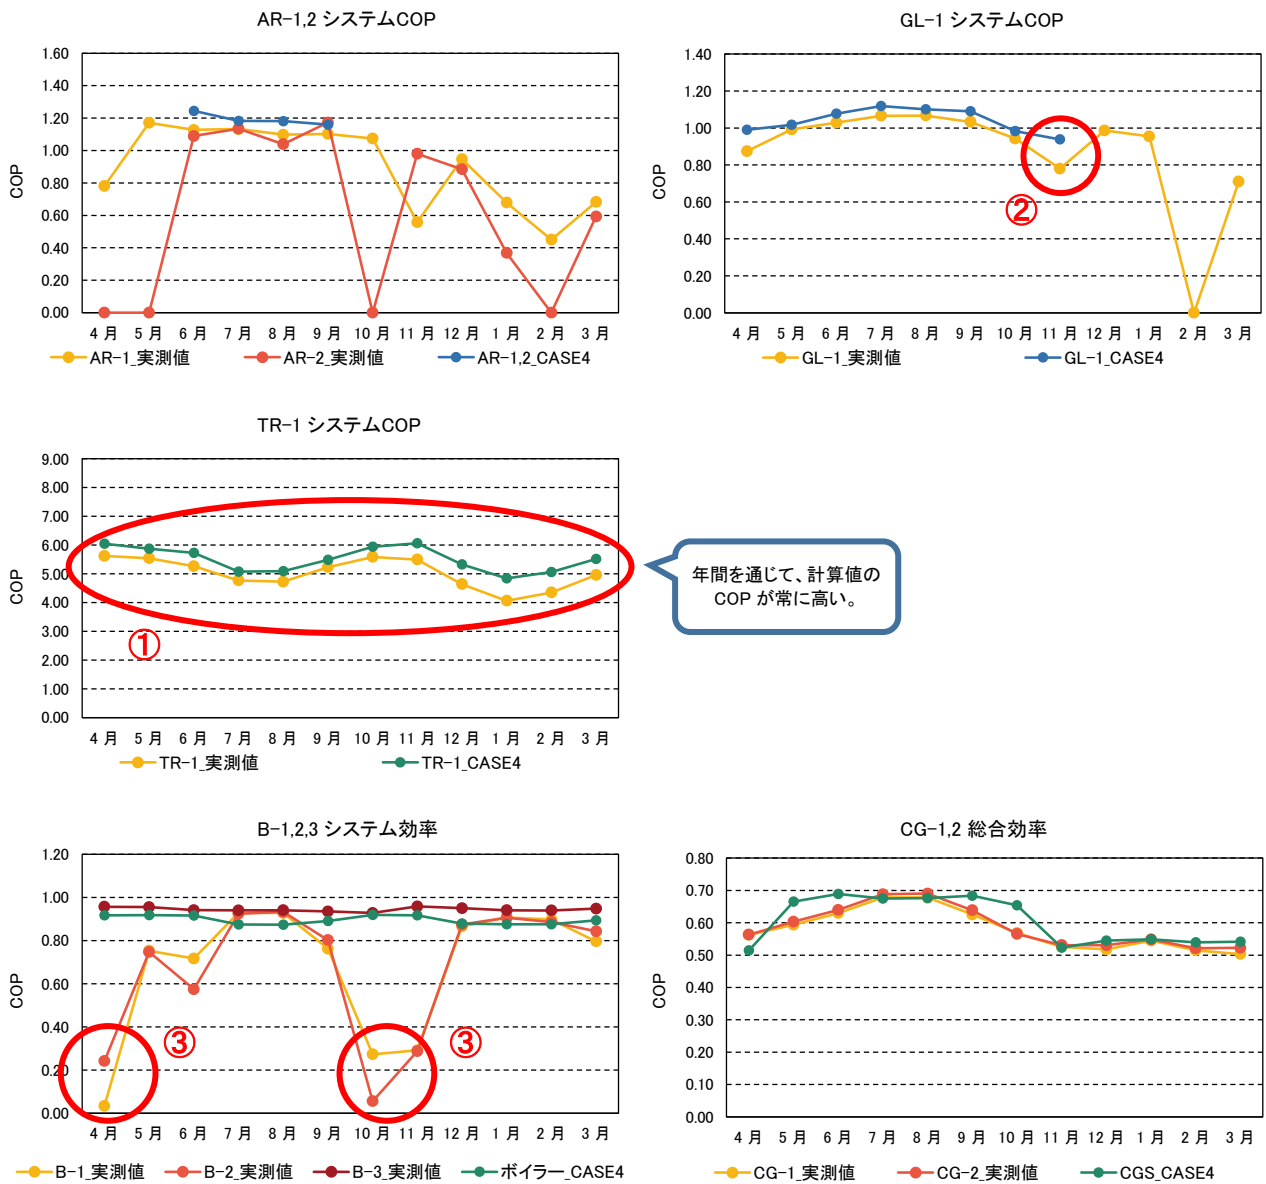 AR-1,2 システムCOP
1.60
1.40
1.20
1.00
0.80
0.60
0.40
0.20
0.00
COP
4 月 5 月 6 月 7 月 8 月 9 月 10 月 11 月 12 月 1 月 2 月 3 月
AR-1_実測値 AR-2_実測値 AR-1,2_CASE4
GL-1 システムCOP
1.40
1.20
1.00
0.80
0.60
0.40
0.20
0.00
COP
②
4 月 5 月 6 月 7 月 8 月 9 月 10 月 11 月 12 月 1 月 2 月 3 月
GL-1_実測値 GL-1_CASE4
TR-1 システムCOP
9.00
8.00
7.00
6.00
5.00
4.00
3.00
2.00
1.00
0.00
COP
①
4 月 5 月 6 月 7 月 8 月 9 月 10 月 11 月 12 月 1 月 2 月 3 月
TR-1_実測値 TR-1_CASE4
年間を通じて、計算値の
COP が常に高い。
B-1,2,3 システム効率
1.20
1.00
0.80
0.60
0.40
0.20
0.00
COP
③ ③
4 月 5 月 6 月 7 月 8 月 9 月 10 月 11 月 12 月 1 月 2 月 3 月
B-1_実測値 B-2_実測値 B-3_実測値 ボイラー_CASE4
CG-1,2 総合効率
0.80
0.70
0.60
0.50
0.40
0.30
0.20
0.10
0.00
COP
4 月 5 月 6 月 7 月 8 月 9 月 10 月 11 月 12 月 1 月 2 月 3 月
CG-1_実測値 CG-2_実測値 CGS_CASE4